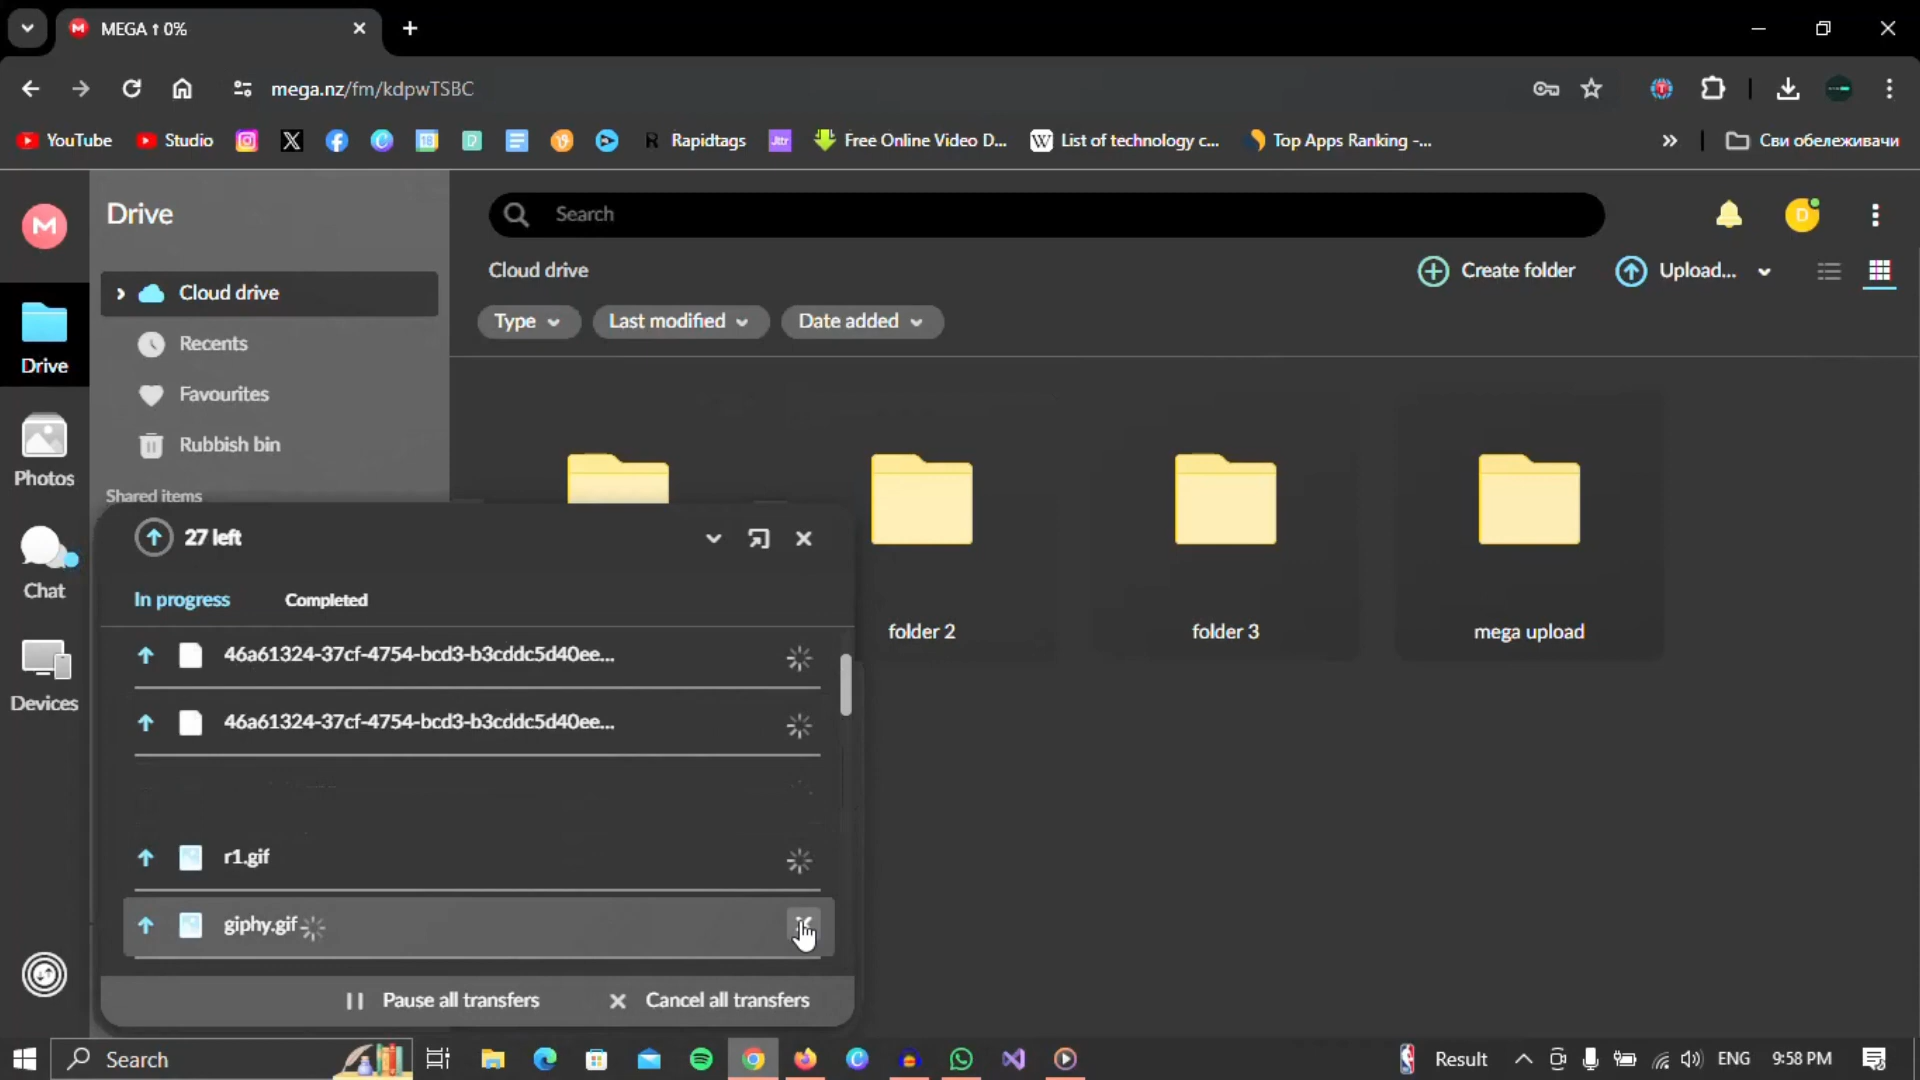 MEGA ↑ 0%
mega.nz/fm/kdpwTSBC
YouTube Studio Rapidtags Jttr Free Online Video D... List of technology c... Top Apps Ranking -... » Сви обележивачи
Drive
Search
Cloud drive
Create folder
Upload...
Type
Last modified
Date added
Cloud drive
Recents
Favourites
Rubbish bin
Shared items
Drive
Photos
Chat
Devices
27 left
In progress
Completed
46a61324-37cf-4754-bcd3-b3cddc5d40ee...
46a61324-37cf-4754-bcd3-b3cddc5d40ee...
r1.gif
giphy.gif
Pause all transfers
Cancel all transfers
folder 2
folder 3
mega upload
D
Search
Result
ENG
9:58 PM